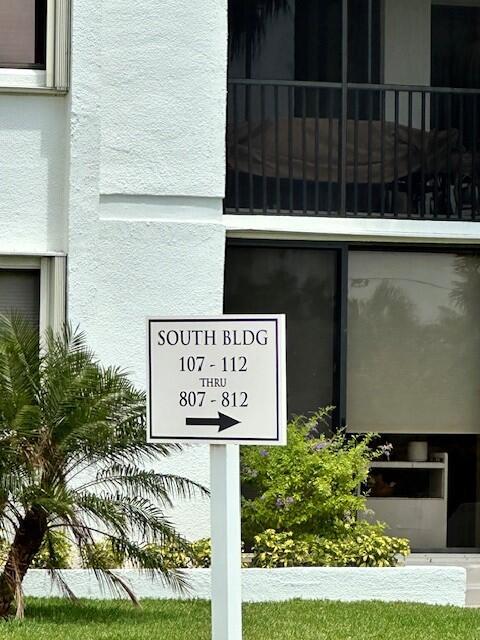 SOUTH BLDG
107 - 112
THRU
807 - 812